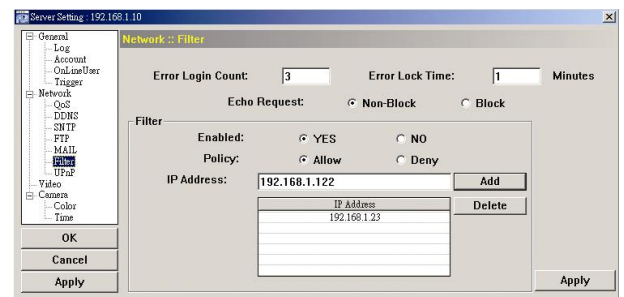 Server Setting : 192.168.1.10
General
Log
Account
OnLineUser
Trigger
Network
QoS
DDNS
SNTP
FTP
MAIL
Filter
UPnP
Video
Camera
Color
Time
OK
Cancel
Apply
Network :: Filter
Error Login Count: 3 Error Lock Time: 1 Minutes
Echo Request: Non-Block Block
Filter
Enabled: YES NO
Policy: Allow Deny
IP Address: 192.168.1.122 Add
IP Address Delete
192.168.1.23
Apply